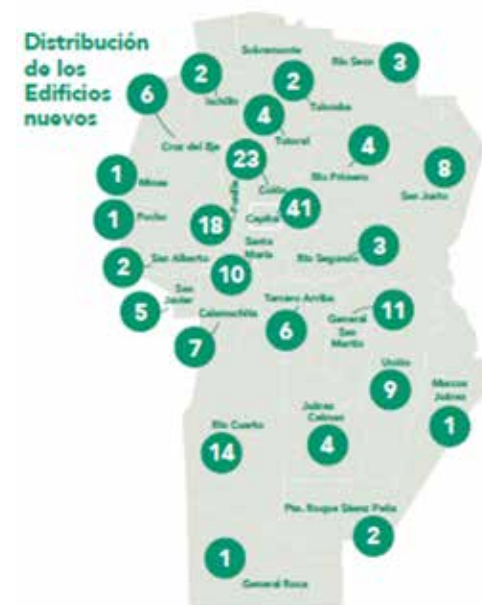 Distribución
de los
Edificios
nuevos
Sobremonte
Río Seco
3
2
2
6
Ischilín
Tulumba
4
Cruz del Eje
Totoral
4
23
8
1
Minas
Colón
Río Primero
San Justo
Punilla
41
1
Pocho
18
Capital
Santa
María
3
2
San Alberto
10
Río Segundo
San
Javier
5
Tercero Arriba
11
Calamuchita
General
San
Martín
6
7
Unión
9
Marcos
Juárez
1
Juárez
Celman
Río Cuarto
4
14
Pte. Roque Sáenz Peña
2
1
General Roca